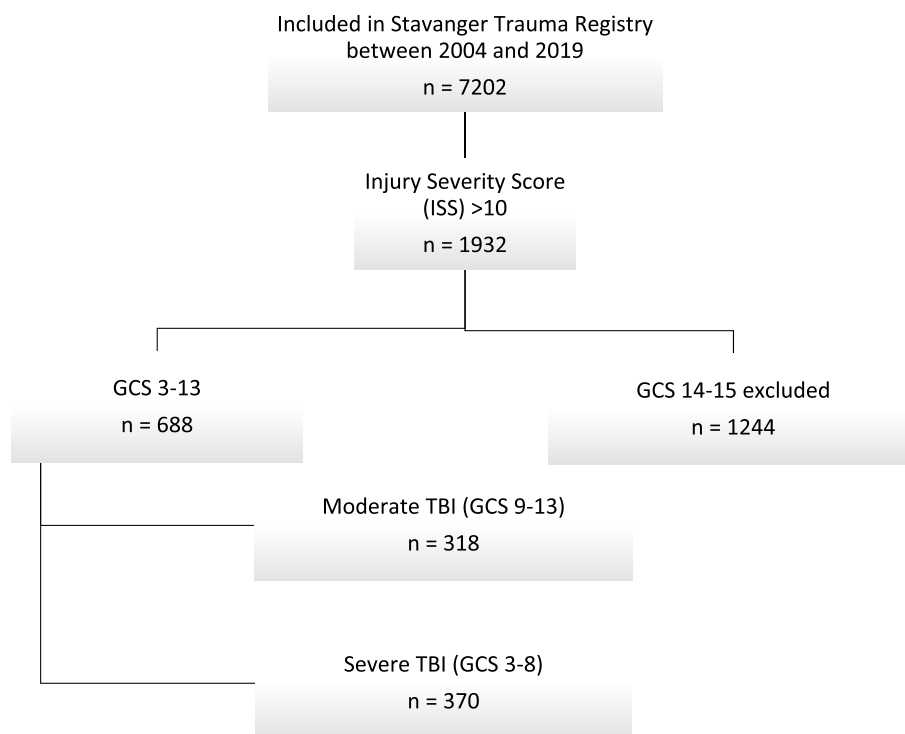 Included in Stavanger Trauma Registry
between 2004 and 2019
n = 7202
Injury Severity Score
(ISS) >10
n = 1932
GCS 3-13
n = 688
GCS 14-15 excluded
n = 1244
Moderate TBI (GCS 9-13)
n = 318
Severe TBI (GCS 3-8)
n = 370